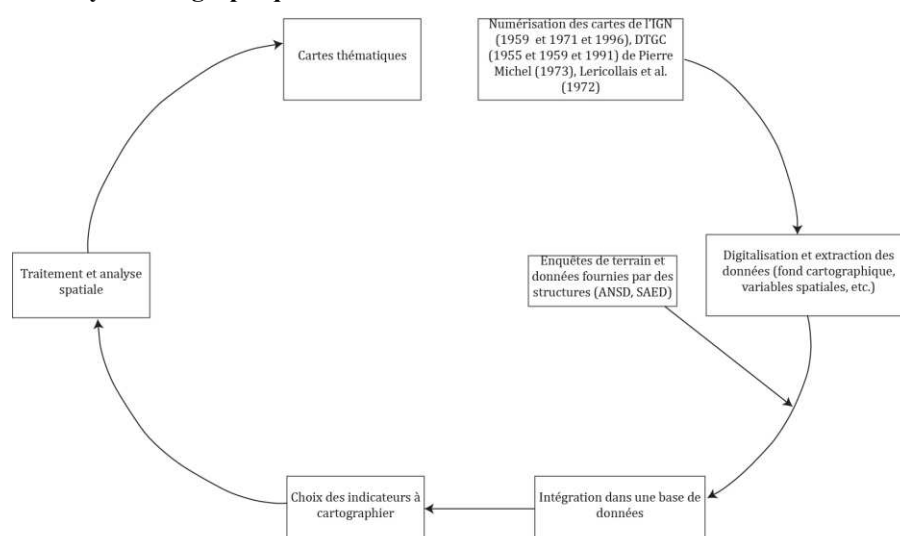 Cartes thématiques
Numérisation des cartes de l'IGN
(1959 et 1971 et 1996), DTGC
(1955 et 1959 et 1991) de Pierre
Michel (1973), Lericollais et al.
(1972)
Digitalisation et extraction des
données (fond cartographique,
variables spatiales, etc.)
Enquêtes de terrain et
données fournies par des
structures (ANSD, SAED)
Intégration dans une base de
données
Choix des indicateurs à
cartographier
Traitement et analyse
spatiale